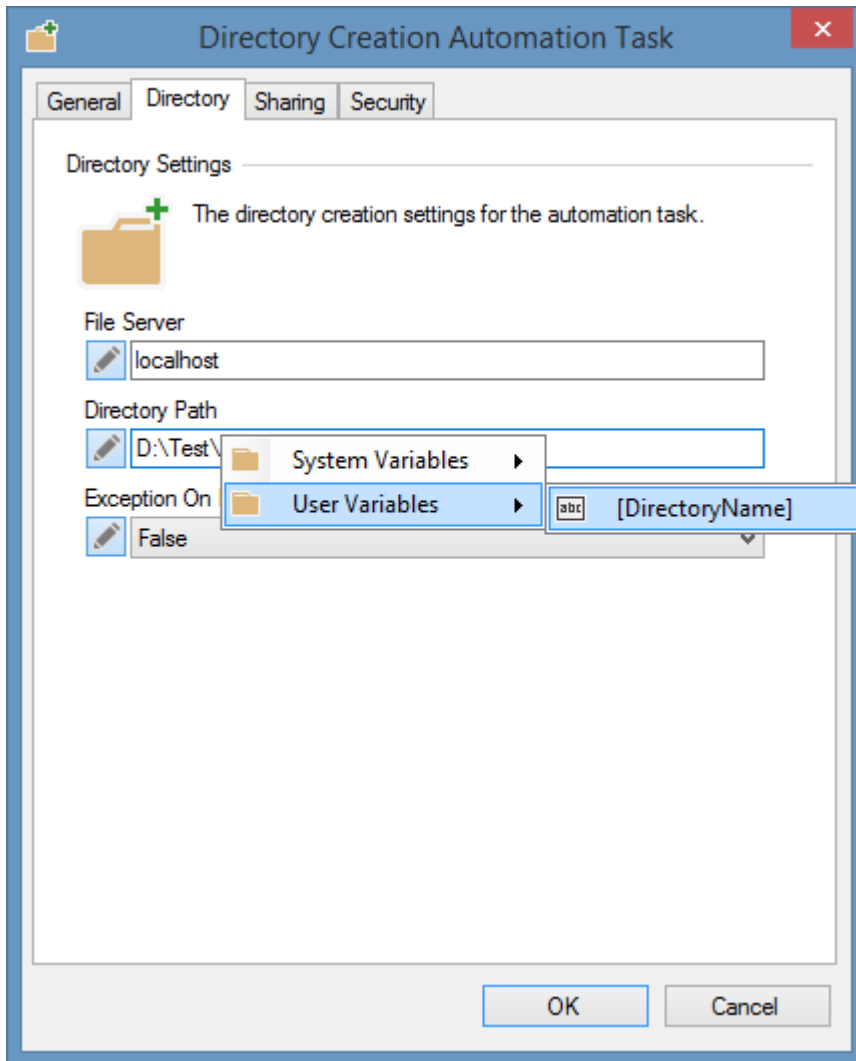 Directory Creation Automation Task
General Directory Sharing Security
Directory Settings
The directory creation settings for the automation task.
File Server
localhost
Directory Path
D:\Test\
System Variables
Exception On
User Variables
abc [DirectoryName]
False
OK Cancel